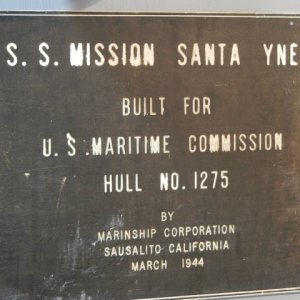 S. S. MISSION SANTA YNE
BUILT FOR
U. S. MARITIME COMMISSION
HULL NO. 1275
BY
MARINSHIP CORPORATION
SAUSALITO CALIFORNIA
MARCH 1944